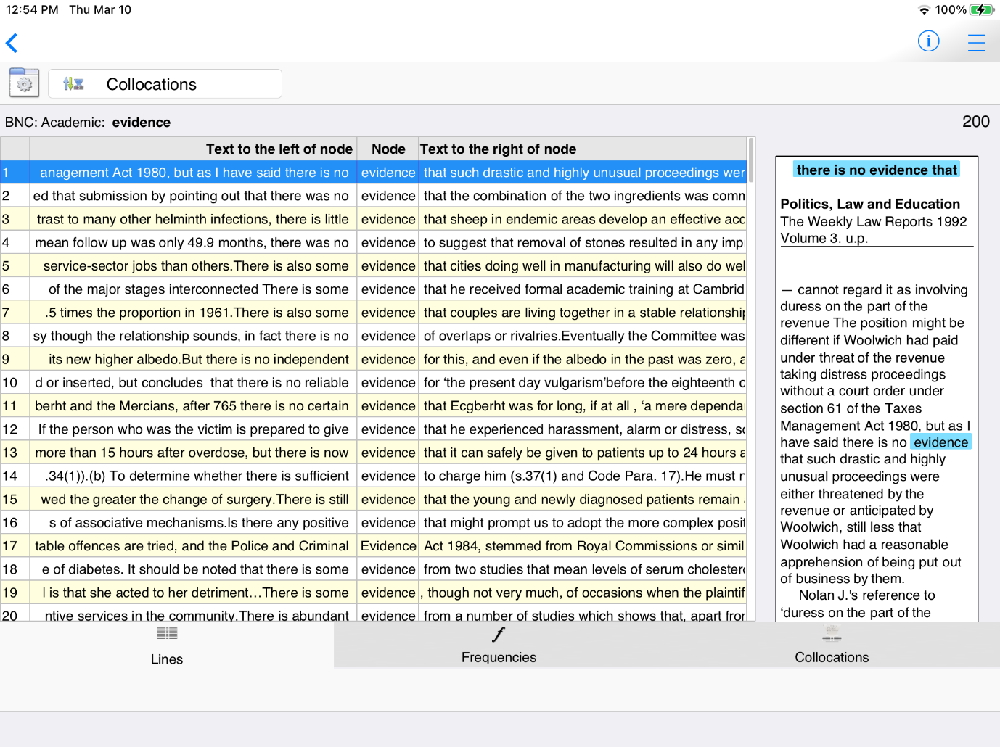 12:54 PM Thu Mar 10 100%
Collocations
BNC: Academic: evidence 200
Text to the left of node Node Text to the right of node
1 anagement Act 1980, but as I have said there is no evidence that such drastic and highly unusual proceedings wer
2 ed that submission by pointing out that there was no evidence that the combination of the two ingredients was comm
3 trast to many other helminth infections, there is little evidence that sheep in endemic areas develop an effective acq
4 mean follow up was only 49.9 months, there was no evidence to suggest that removal of stones resulted in any impr
5 service-sector jobs than others.There is also some evidence that cities doing well in manufacturing will also do wel
6 of the major stages interconnected There is some evidence that he received formal academic training at Cambrid
7 .5 times the proportion in 1961.There is also some evidence that couples are living together in a stable relationship
8 sy though the relationship sounds, in fact there is no evidence of overlaps or rivalries.Eventually the Committee was
9 its new higher albedo.But there is no independent evidence for this, and even if the albedo in the past was zero, a
10 d or inserted, but concludes that there is no reliable evidence for ‘the present day vulgarism’before the eighteenth c
11 berht and the Mercians, after 765 there is no certain evidence that Ecgberht was for long, if at all , ‘a mere dependa
12 If the person who was the victim is prepared to give evidence that he experienced harassment, alarm or distress, so
13 more than 15 hours after overdose, but there is now evidence that it can safely be given to patients up to 24 hours a
14 .34(1)).(b) To determine whether there is sufficient evidence to charge him (s.37(1) and Code Para. 17).He must n
15 wed the greater the change of surgery.There is still evidence that the young and newly diagnosed patients remain
16 s of associative mechanisms.Is there any positive evidence that might prompt us to adopt the more complex posit
17 table offences are tried, and the Police and Criminal Evidence Act 1984, stemmed from Royal Commissions or simil
18 e of diabetes. It should be noted that there is some evidence from two studies that mean levels of serum cholestero
19 l is that she acted to her detriment…There is some evidence , though not very much, of occasions when the plaintif
20 ntive services in the community.There is abundant evidence from a number of studies which shows that, apart fror
there is no evidence that
Politics, Law and Education
The Weekly Law Reports 1992
Volume 3. u.p.
— cannot regard it as involving
duress on the part of the
revenue The position might be
different if Woolwich had paid
under threat of the revenue
taking distress proceedings
without a court order under
section 61 of the Taxes
Management Act 1980, but as I
have said there is no evidence
that such drastic and highly
unusual proceedings were
either threatened by the
revenue or anticipated by
Woolwich, still less that
Woolwich had a reasonable
apprehension of being put out
of business by them.
Nolan J.'s reference to
‘duress on the part of the
Lines
f
Frequencies
Collocations